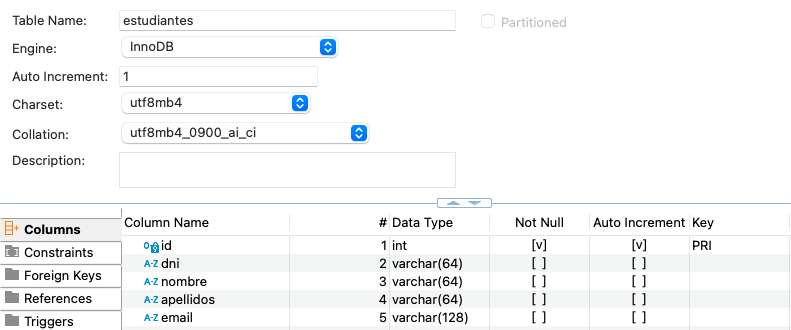 Table Name: estudiantes Partitioned
Engine: InnoDB
Auto Increment: 1
Charset: utf8mb4
Collation: utf8mb4_0900_ai_ci
Description:
Columns
Constraints
Foreign Keys
References
Triggers
Column Name # Data Type Not Null Auto Increment Key
id 1 int [v] [v] PRI
A-Z dni 2 varchar(64) [ ] [ ]
A-Z nombre 3 varchar(64) [ ] [ ]
A-Z apellidos 4 varchar(64) [ ] [ ]
A-Z email 5 varchar(128) [ ] [ ]